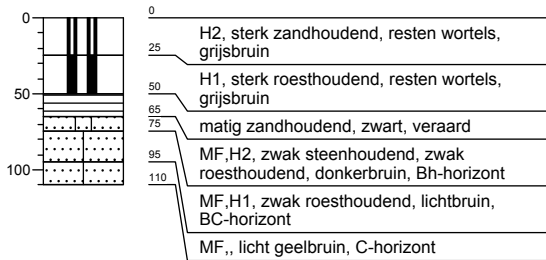 0
50
100
0
H2, sterk zandhoudend, resten wortels,
grijsbruin
25
H1, sterk roesthoudend, resten wortels,
grijsbruin
50
65
matig zandhoudend, zwart, veraard
75
MF,H2, zwak steenhoudend, zwak
roesthoudend, donkerbruin, Bh-horizont
95
MF,H1, zwak roesthoudend, lichtbruin,
BC-horizont
110
MF,, licht geelbruin, C-horizont